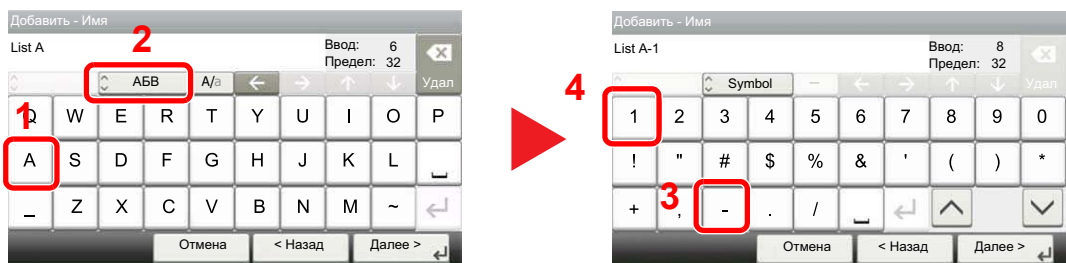 Добавить - Имя
List A
Ввод: 6
Предел: 32
2
АБВ
A/a
Удал
1
Q W E R T Y U I O P
A S D F G H J K L
_ Z X C V B N M ~
Отмена < Назад Далее >
Добавить - Имя
List A-1
Ввод: 8
Предел: 32
4
Symbol
Удал
1 2 3 4 5 6 7 8 9 0
! " # $ % & ' ( ) *
3
+ , - . /
Отмена < Назад Далее >